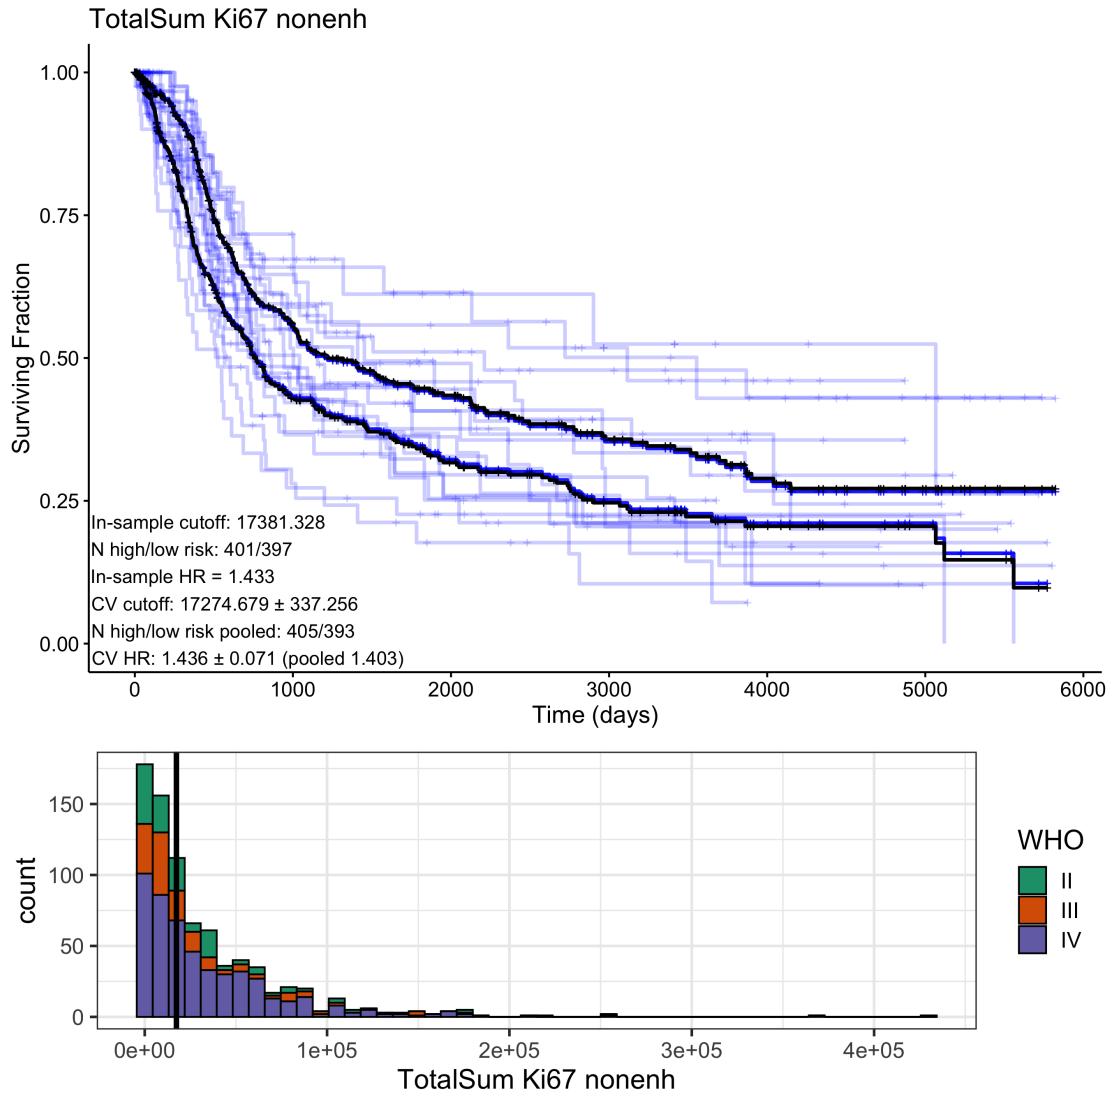 TotalSum Ki67 nonenh
1.00
0.75
0.50
0.25
0.00
Surviving Fraction
In-sample cutoff: 17381.328
N high/low risk: 401/397
In-sample HR = 1.433
CV cutoff: 17274.679 ± 337.256
N high/low risk pooled: 405/393
CV HR: 1.436 ± 0.071 (pooled 1.403)
0 1000 2000 3000 4000 5000 6000
Time (days)
150
100
50
0
count
0e+00 1e+05 2e+05 3e+05 4e+05
TotalSum Ki67 nonenh
WHO
II
III
IV